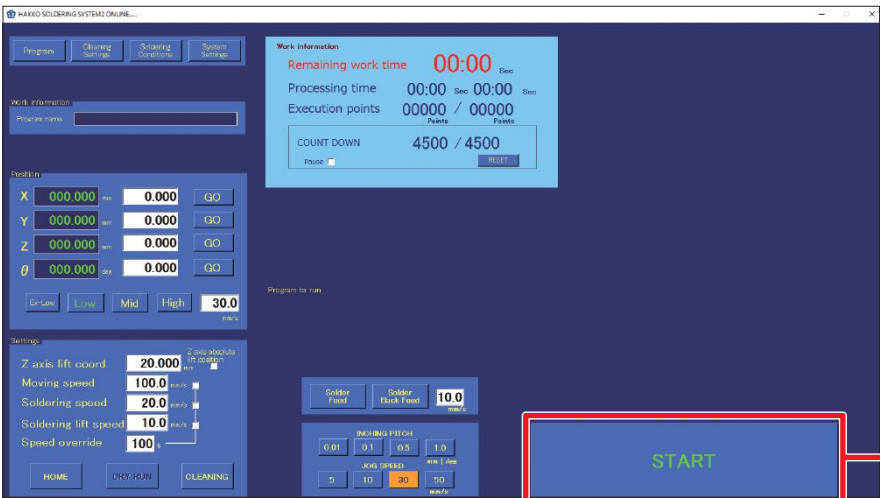 HAKKO SOLDERING SYSTEM2 ONLINE....
Program
Cleaning Settings
Soldering Conditions
System Settings
Work information
Program name
Position
X 000.000 mm 0.000 GO
Y 000.000 mm 0.000 GO
Z 000.000 mm 0.000 GO
θ 000.000 deg 0.000 GO
Ex-Low Low Mid High 30.0
mm/s
Settings
Z axis absolute
lift position
Z axis lift coord. 20.000 mm
Moving speed 100.0 mm/s
Soldering speed 20.0 mm/s
Soldering lift speed 10.0 mm/s
Speed override 100 %
HOME DRY-RUN CLEANING
Work information
Remaining work time 00:00 Sec
Processing time 00:00 Sec 00:00 Sec
Execution points 00000 / 00000
Points Points
COUNT DOWN 4500 / 4500
Pause RESET
Program to run
Solder Feed
Solder Back Feed
10.0
mm/s
INCHING PITCH
0.01 0.1 0.5 1.0
mm | deg
JOG SPEED
5 10 30 50
mm/s
START